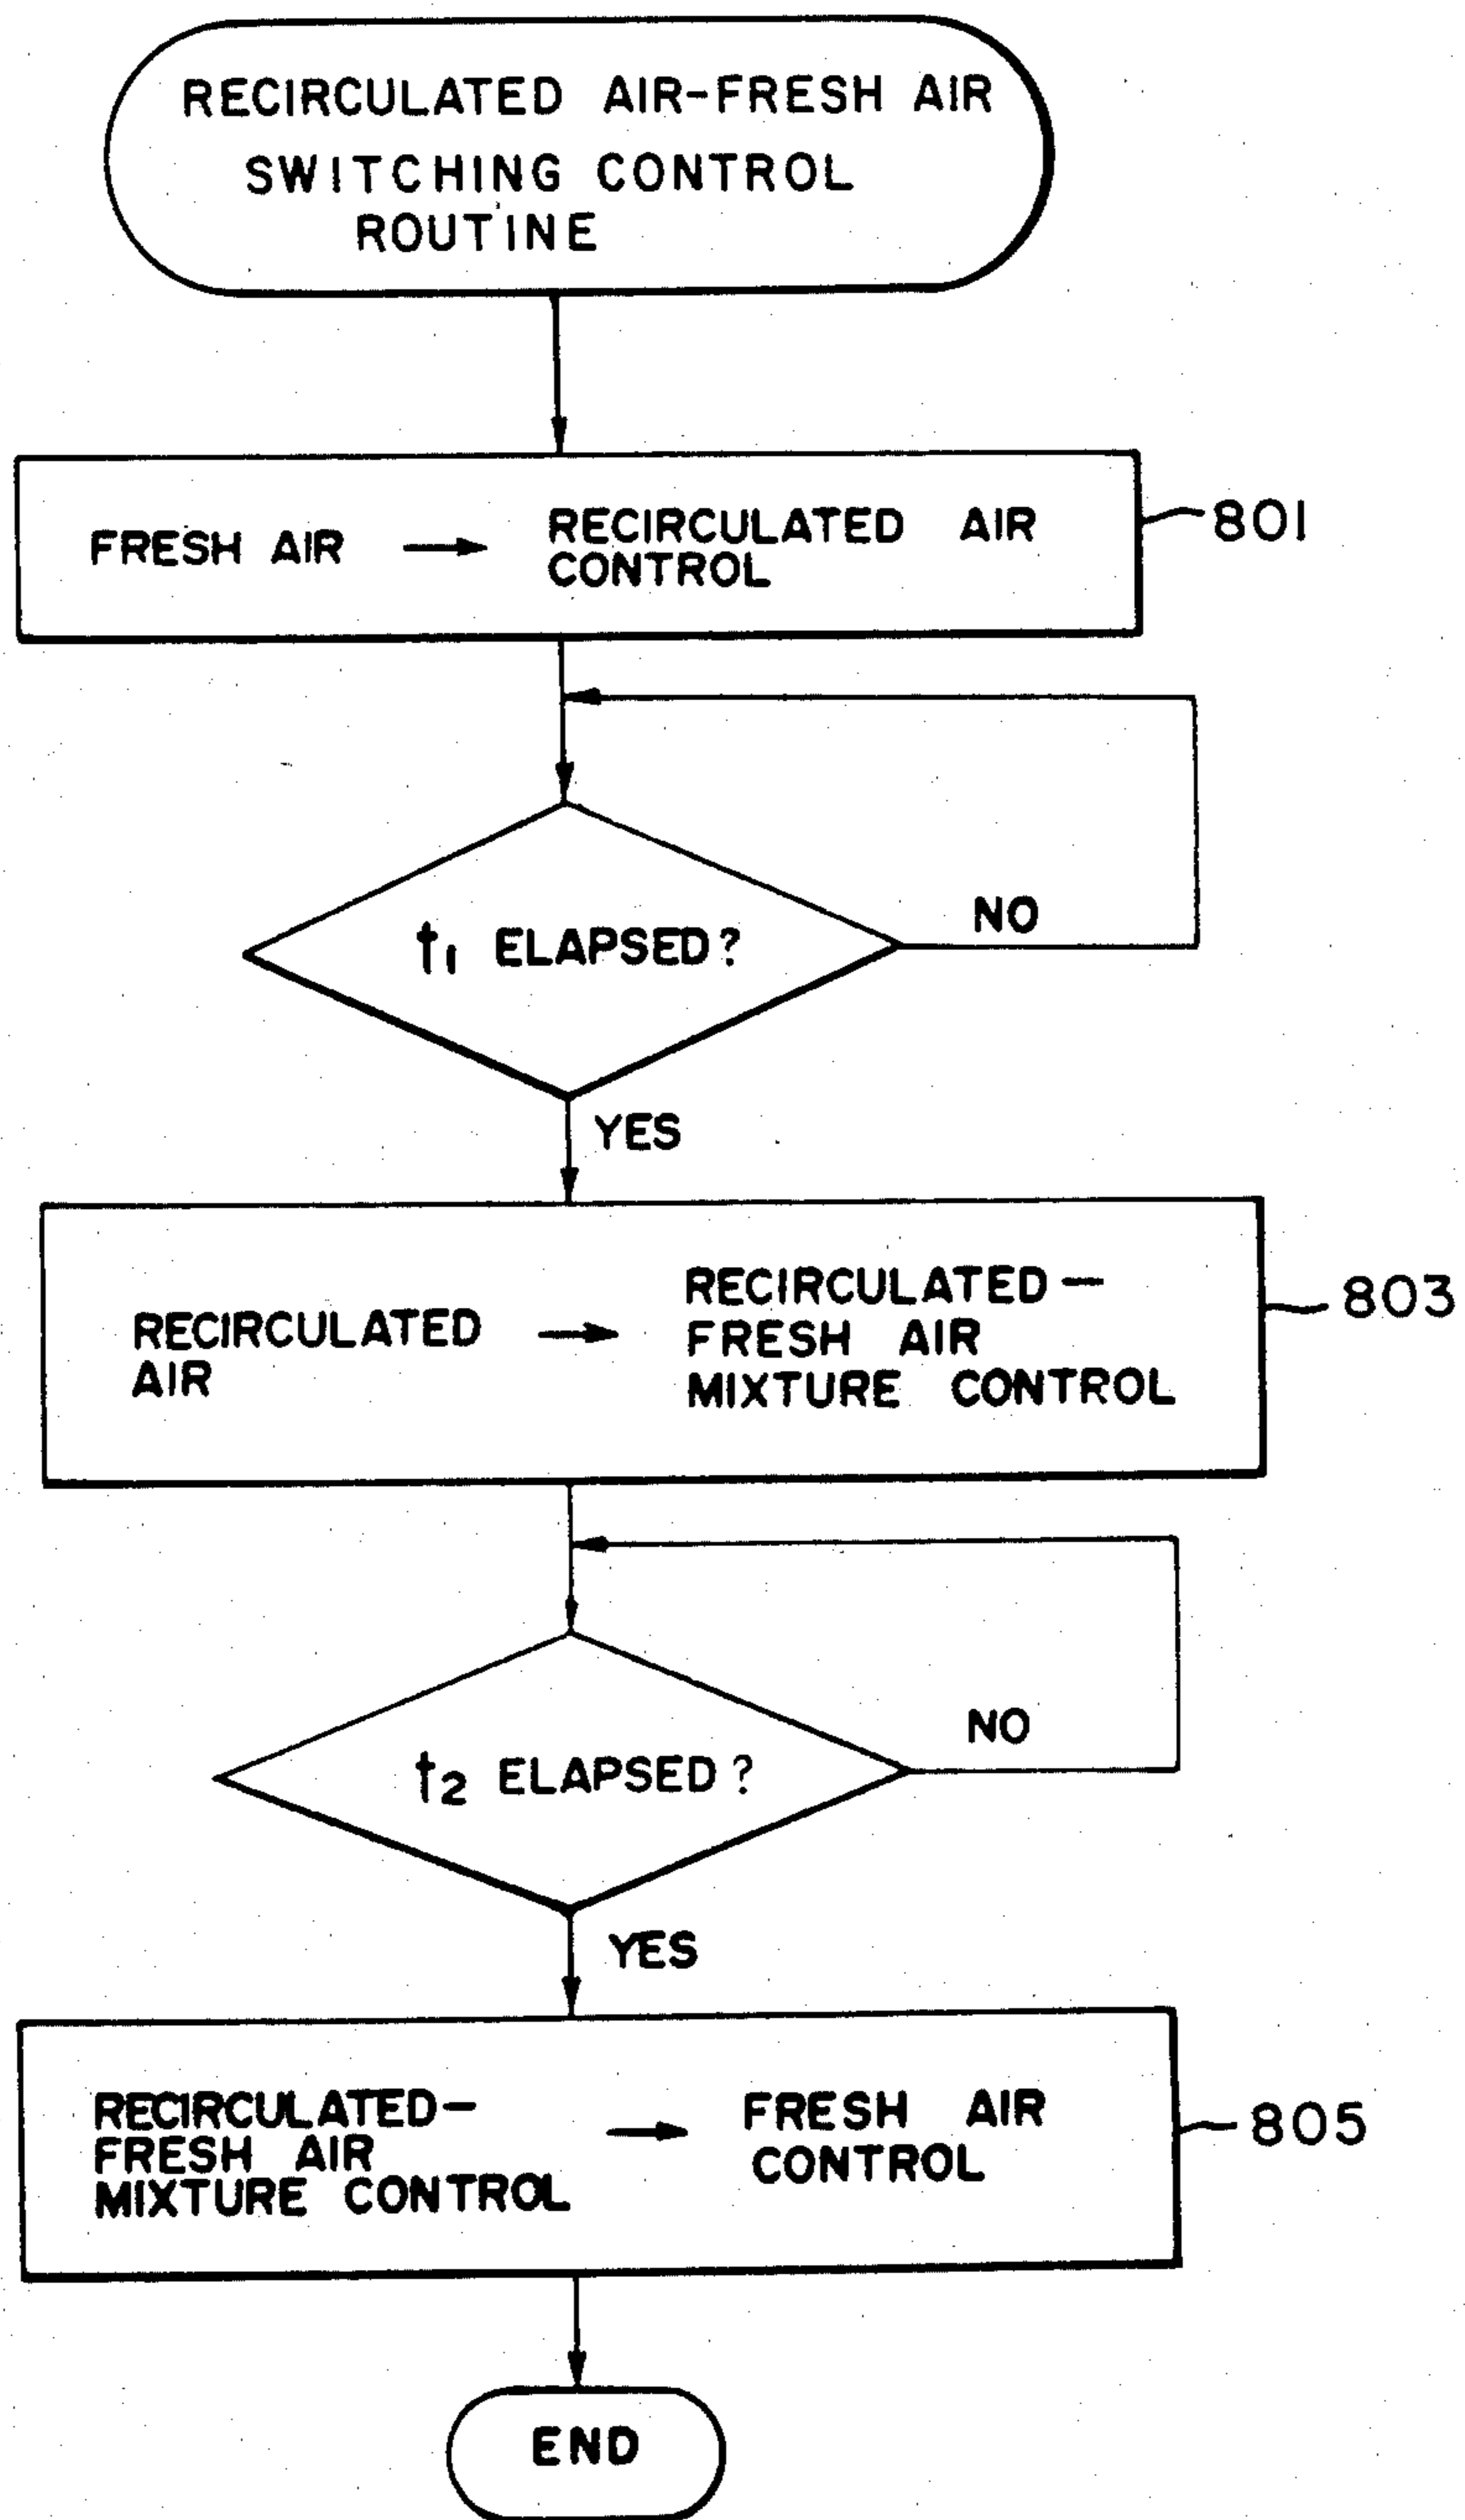 RECIRCULATED AIR-FRESH AIR
SWITCHING CONTROL
ROUTINE
FRESH AIR → RECIRCULATED AIR
CONTROL
801
t1 ELAPSED?
NO
YES
RECIRCULATED
AIR
→
RECIRCULATED—
FRESH AIR
MIXTURE CONTROL
803
t2 ELAPSED?
NO
YES
RECIRCULATED—
FRESH AIR
MIXTURE CONTROL
→
FRESH AIR
CONTROL
805
END